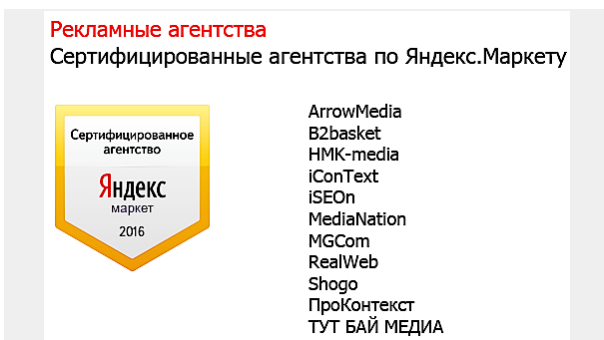 Рекламные агентства
Сертифицированные агентства по Яндекс.Маркету
Сертифицированное
агентство
Яндекс
маркет
2016
ArrowMedia
B2basket
HMK-media
iConText
iSEOn
MediaNation
MGCom
RealWeb
Shogo
ПроКонтекст
ТУТ БАЙ МЕДИА